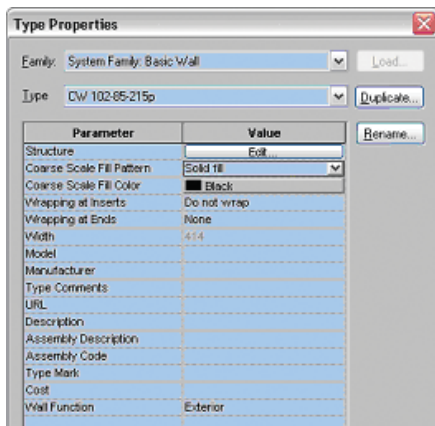 Type Properties
Family: System Family: Basic Wall Load...
Type CW 102-85-215p Duplicate...
Parameter Value Rename...
Structure Edit...
Coarse Scale Fill Pattern Solid fill
Coarse Scale Fill Color Black
Wrapping at Inserts Do not wrap
Wrapping at Ends None
Width 414
Model
Manufacturer
Type Comments
URL
Description
Assembly Description
Assembly Code
Type Mark
Cost
Wall Function Exterior